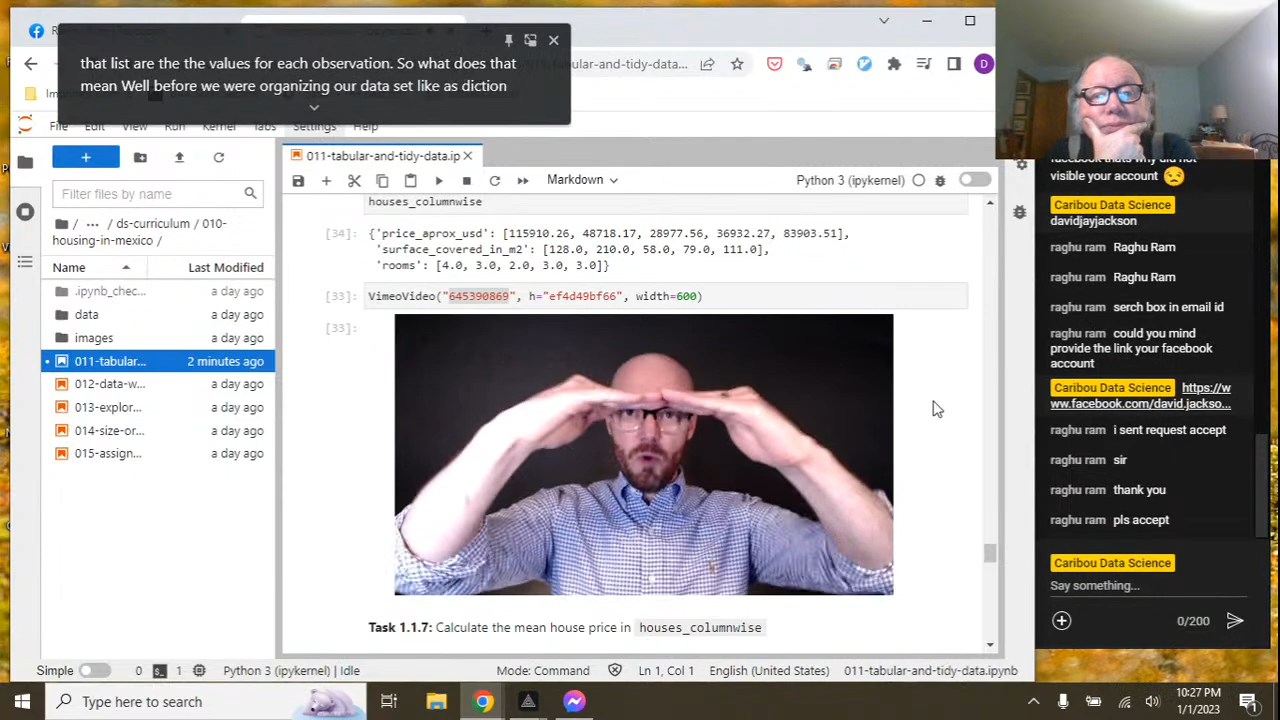 that list are the the values for each observation. So what does that
mean Well before we were organizing our data set like as diction
tabular-and-tidy-data...
D
File Edit View Run Kernel Tabs Settings Help
011-tabular-and-tidy-data.ip
Markdown
Python 3 (ipykernel)
Filter files by name
/ ... / ds-curriculum / 010-
housing-in-mexico /
Name Last Modified
.ipynb_chec... a day ago
data a day ago
images a day ago
011-tabular... 2 minutes ago
012-data-w... a day ago
013-explor... a day ago
014-size-or... a day ago
015-assign... a day ago
houses_columnwise
[34]: {'price_aprox_usd': [115910.26, 48718.17, 28977.56, 36932.27, 83903.51],
'surface_covered_in_m2': [128.0, 210.0, 58.0, 79.0, 111.0],
'rooms': [4.0, 3.0, 2.0, 3.0, 3.0]}
[33]: VimeoVideo("645390869", h="ef4d49bf66", width=600)
[33]:
Task 1.1.7: Calculate the mean house price in houses_columnwise
Simple 0 1 Python 3 (ipykernel) | Idle
Mode: Command Ln 1, Col 1 English (United States) 011-tabular-and-tidy-data.ipynb
facebook thats why did not
visible your account 😒
Caribou Data Science
davidjayjackson
raghu ram Raghu Ram
raghu ram Raghu Ram
raghu ram serch box in email id
raghu ram could you mind
provide the link your facebook
account
Caribou Data Science https://w
ww.facebook.com/david.jackso...
raghu ram i sent request accept
raghu ram sir
raghu ram thank you
raghu ram pls accept
Caribou Data Science
Say something...
0/200
Type here to search
10:27 PM
1/1/2023
1